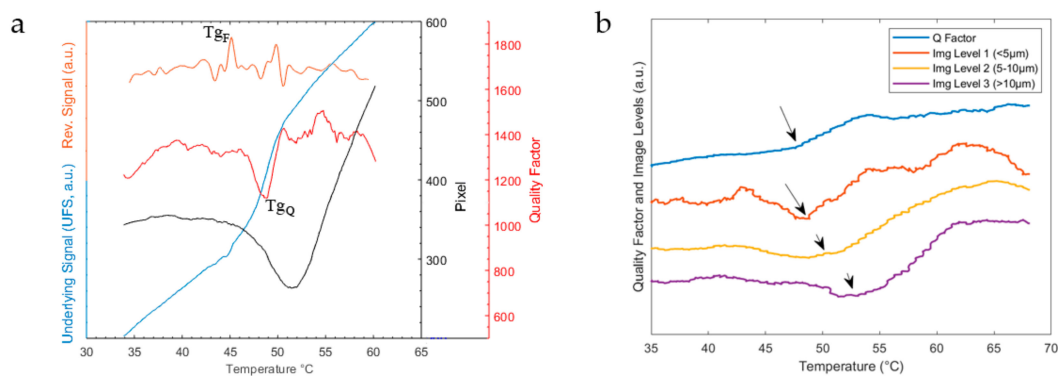 a
Tg_F
Tg_Q
Underlying Signal (UFS, a.u.)
Rev. Signal (a.u.)
600
500
400
300
Pixel
1800
1600
1400
1200
1000
800
600
Quality Factor
30 35 40 45 50 55 60 65
Temperature °C
b
Q Factor
Img Level 1 (<5µm)
Img Level 2 (5-10µm)
Img Level 3 (>10µm)
Quality Factor and Image Levels (a.u.)
35 40 45 50 55 60 65 70
Temperature (°C)